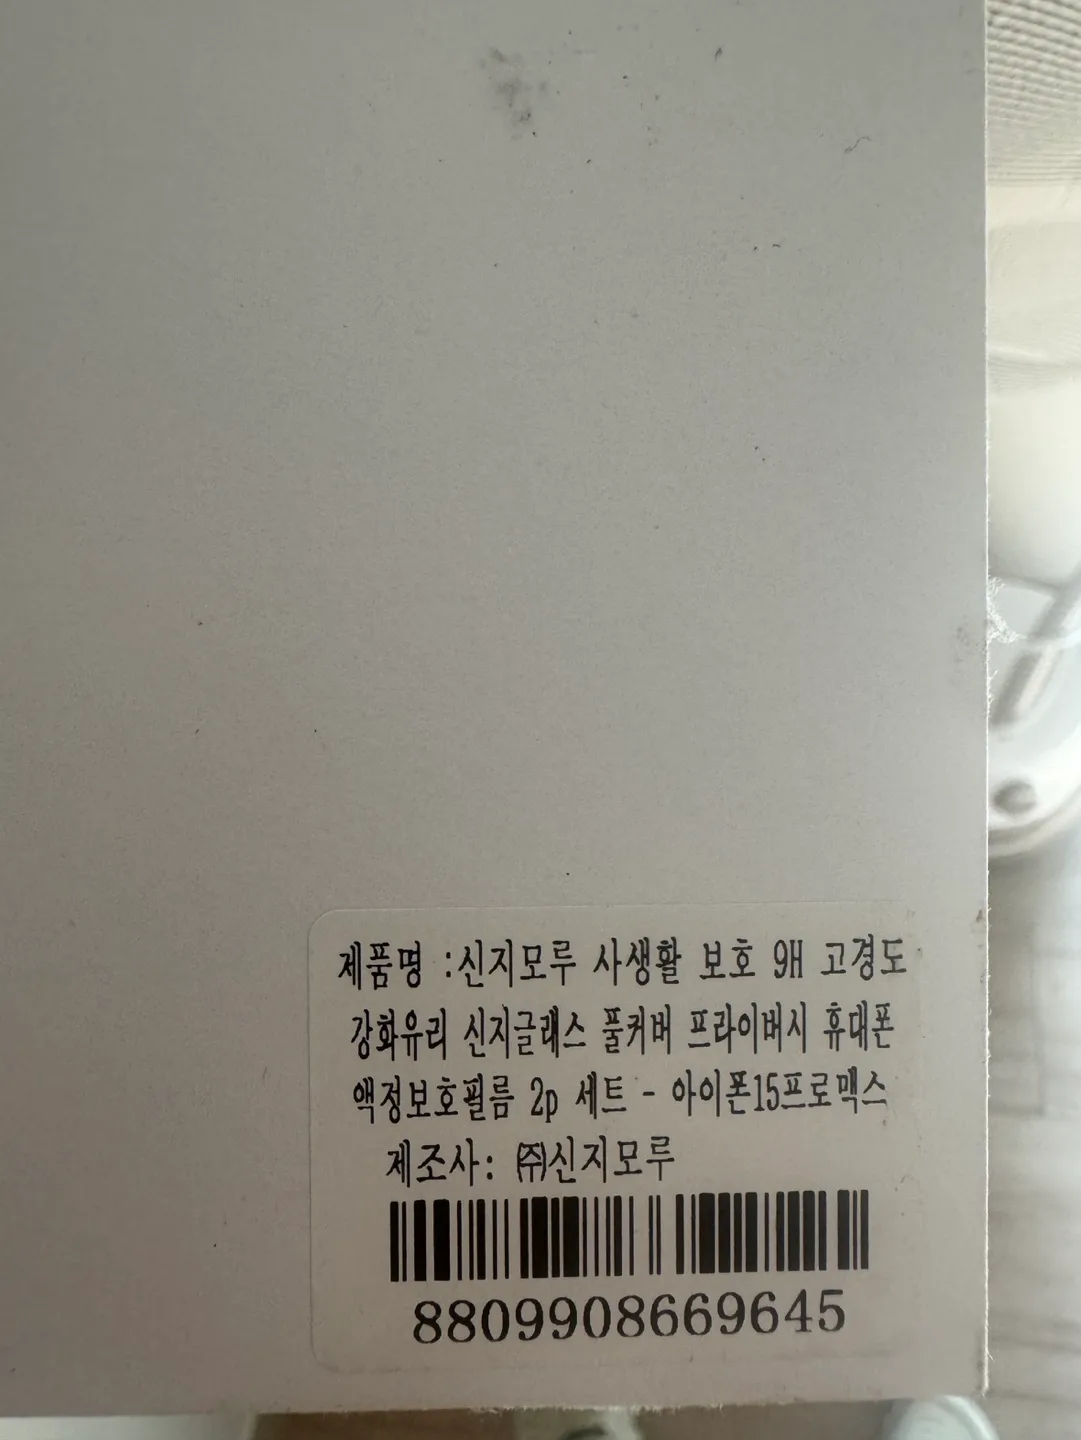 제품명 :신지모루 사생활 보호 9H 고경도
강화유리 신지글래스 풀커버 프라이버시 휴대폰
액정보호필름 2p 세트 - 아이폰15프로맥스
제조사: ㈜신지모루
8809908669645